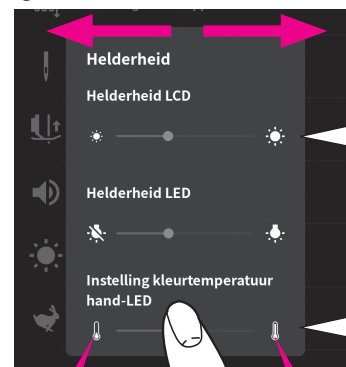 Helderheid
Helderheid LCD
Helderheid LED
Instelling kleurtemperatuur
hand-LED